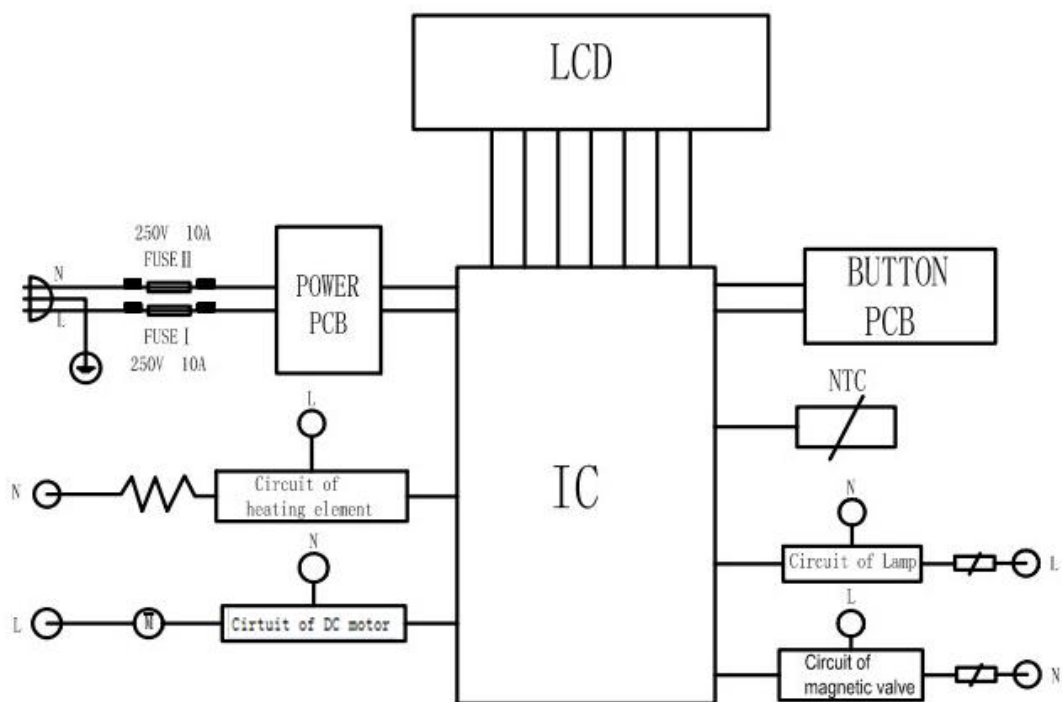 LCD
250V 10A
FUSE II
N
L
FUSE I
250V 10A
POWER
PCB
BUTTON
PCB
NTC
IC
L
N
Circuit of
heating element
N
L
M
Cirtuit of DC motor
N
Circuit of Lamp
L
L
Circuit of
magnetic valve
N